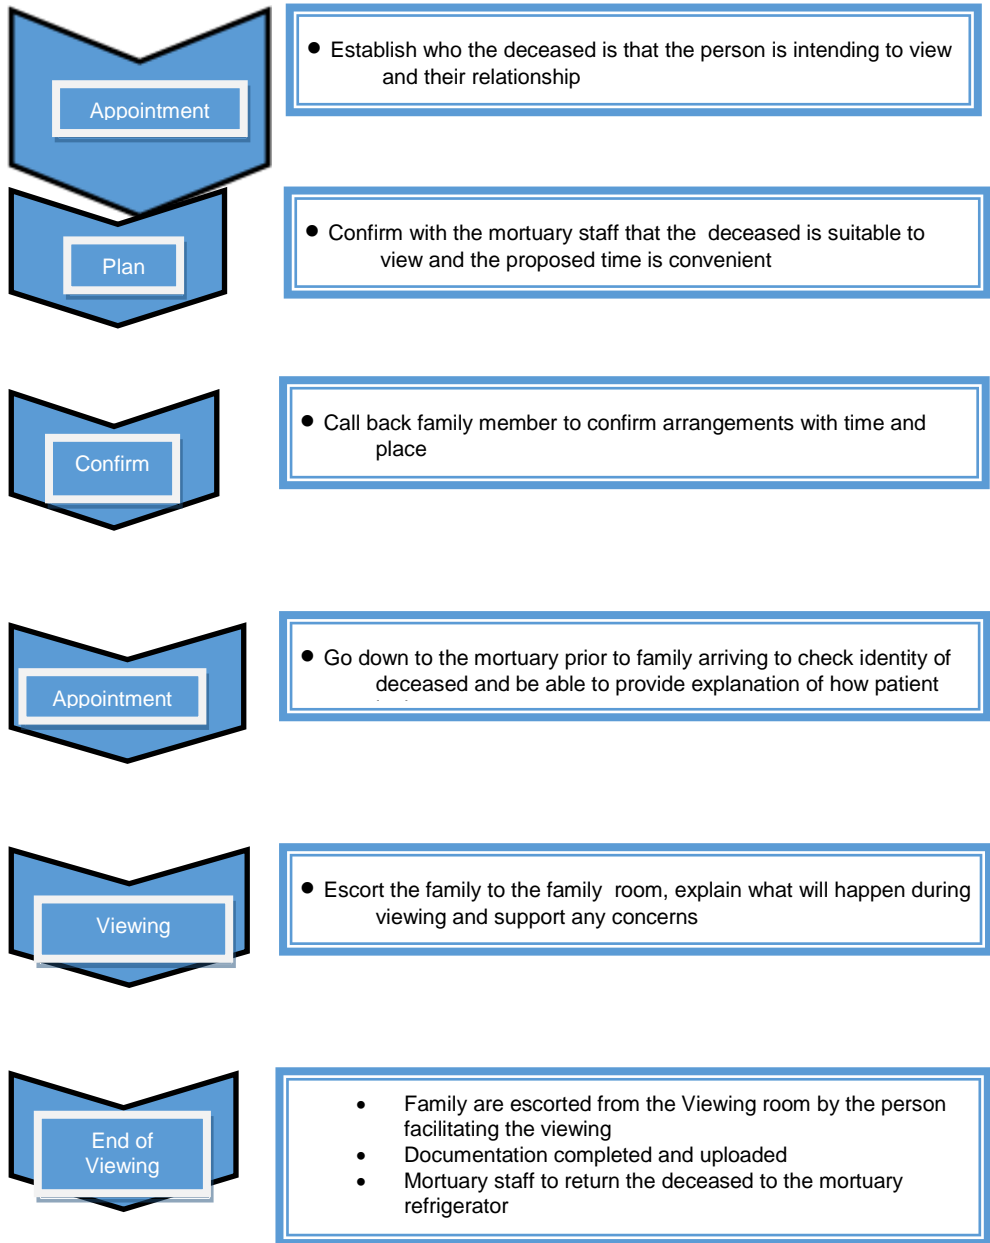 Appointment
• Establish who the deceased is that the person is intending to view
and their relationship
Plan
• Confirm with the mortuary staff that the deceased is suitable to
view and the proposed time is convenient
Confirm
• Call back family member to confirm arrangements with time and
place
Appointment
• Go down to the mortuary prior to family arriving to check identity of
deceased and be able to provide explanation of how patient
Viewing
• Escort the family to the family room, explain what will happen during
viewing and support any concerns
End of
Viewing
• Family are escorted from the Viewing room by the person
facilitating the viewing
• Documentation completed and uploaded
• Mortuary staff to return the deceased to the mortuary
refrigerator